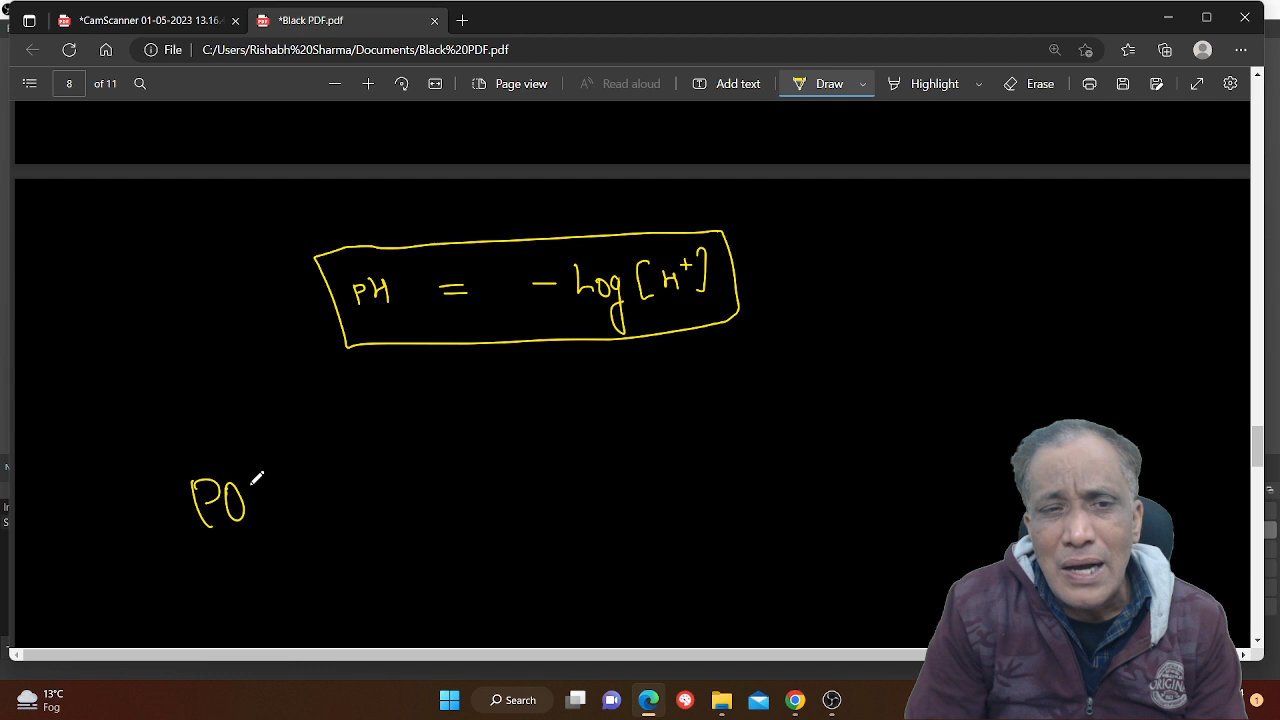 *CamScanner 01-05-2023 13.16.
*Black PDF.pdf
File C:/Users/Rishabh%20Sharma/Documents/Black%20PDF.pdf
8 of 11 Page view Read aloud Add text Draw Highlight Erase
PH = - Log [H+]
PO
ORIGINAL
13°C
Fog
Search
1